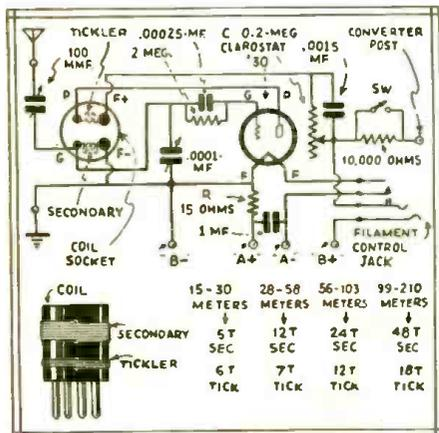 TICKLER
.00025-MF
2 MEG.
C 0.2-MEG
CLAROSTAT
'30
.0015
MF
CONVERTER
POST
100
MMF
P
F+
G
F-
G
P
SW
.0001-
MF
10,000 OHMS
F
F
R
15 OHMS
SECONDARY
COIL
SOCKET
1 MF
FILAMENT
CONTROL
JACK
B-
A+
A-
B+
COIL
SECONDARY
TICKLER
15-30 METERS 28-58 METERS 56-103 METERS 99-210 METERS
5T SEC 12T SEC 24T SEC 48T SEC
6T TICK 7T TICK 12T TICK 18T TICK